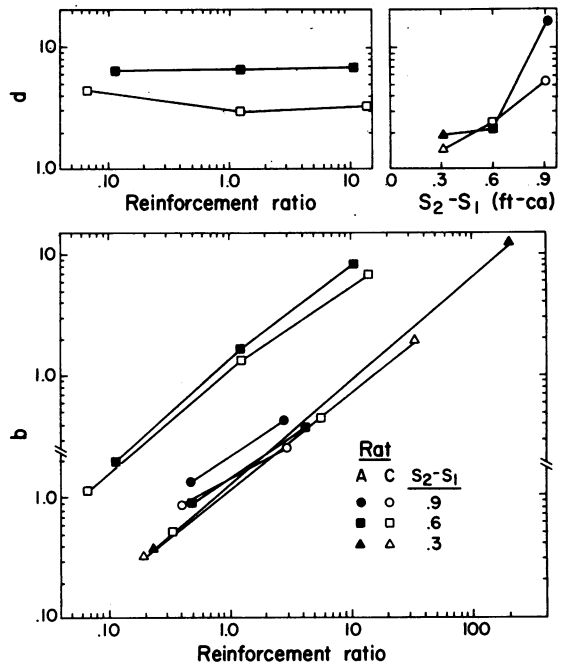 10
d
1.0
.10 1.0 10
Reinforcement ratio
.0 .3 .6 .9
S2-S1 (ft-ca)
10
1.0
b
1.0
.10
Rat
A C S2-S1
.9
.6
.3
.10 1.0 10 100
Reinforcement ratio